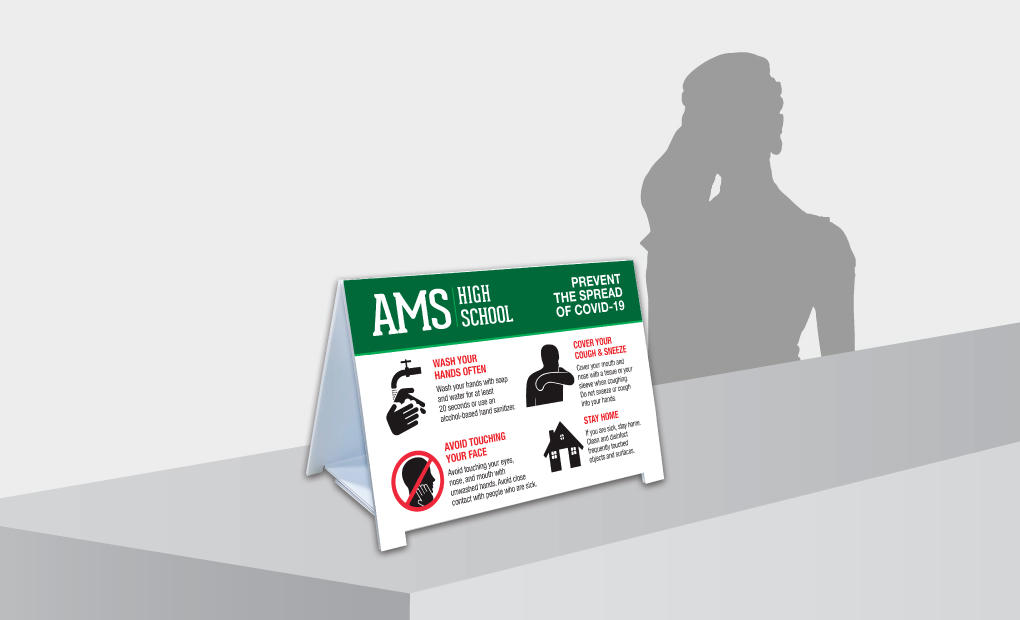 AMS
HIGH
SCHOOL
PREVENT
THE SPREAD
OF COVID-19
WASH YOUR
HANDS OFTEN
Wash your hands with soap
and water for at least
20 seconds or use an
alcohol-based hand sanitizer.
COVER YOUR
COUGH & SNEEZE
Cover your mouth and
nose with a tissue or your
sleeve when coughing.
Do not sneeze or cough
into your hands.
AVOID TOUCHING
YOUR FACE
Avoid touching your eyes,
nose, and mouth with
unwashed hands. Avoid close
contact with people who are sick.
STAY HOME
If you are sick, stay home.
Clean and disinfect
frequently touched
objects and surfaces.